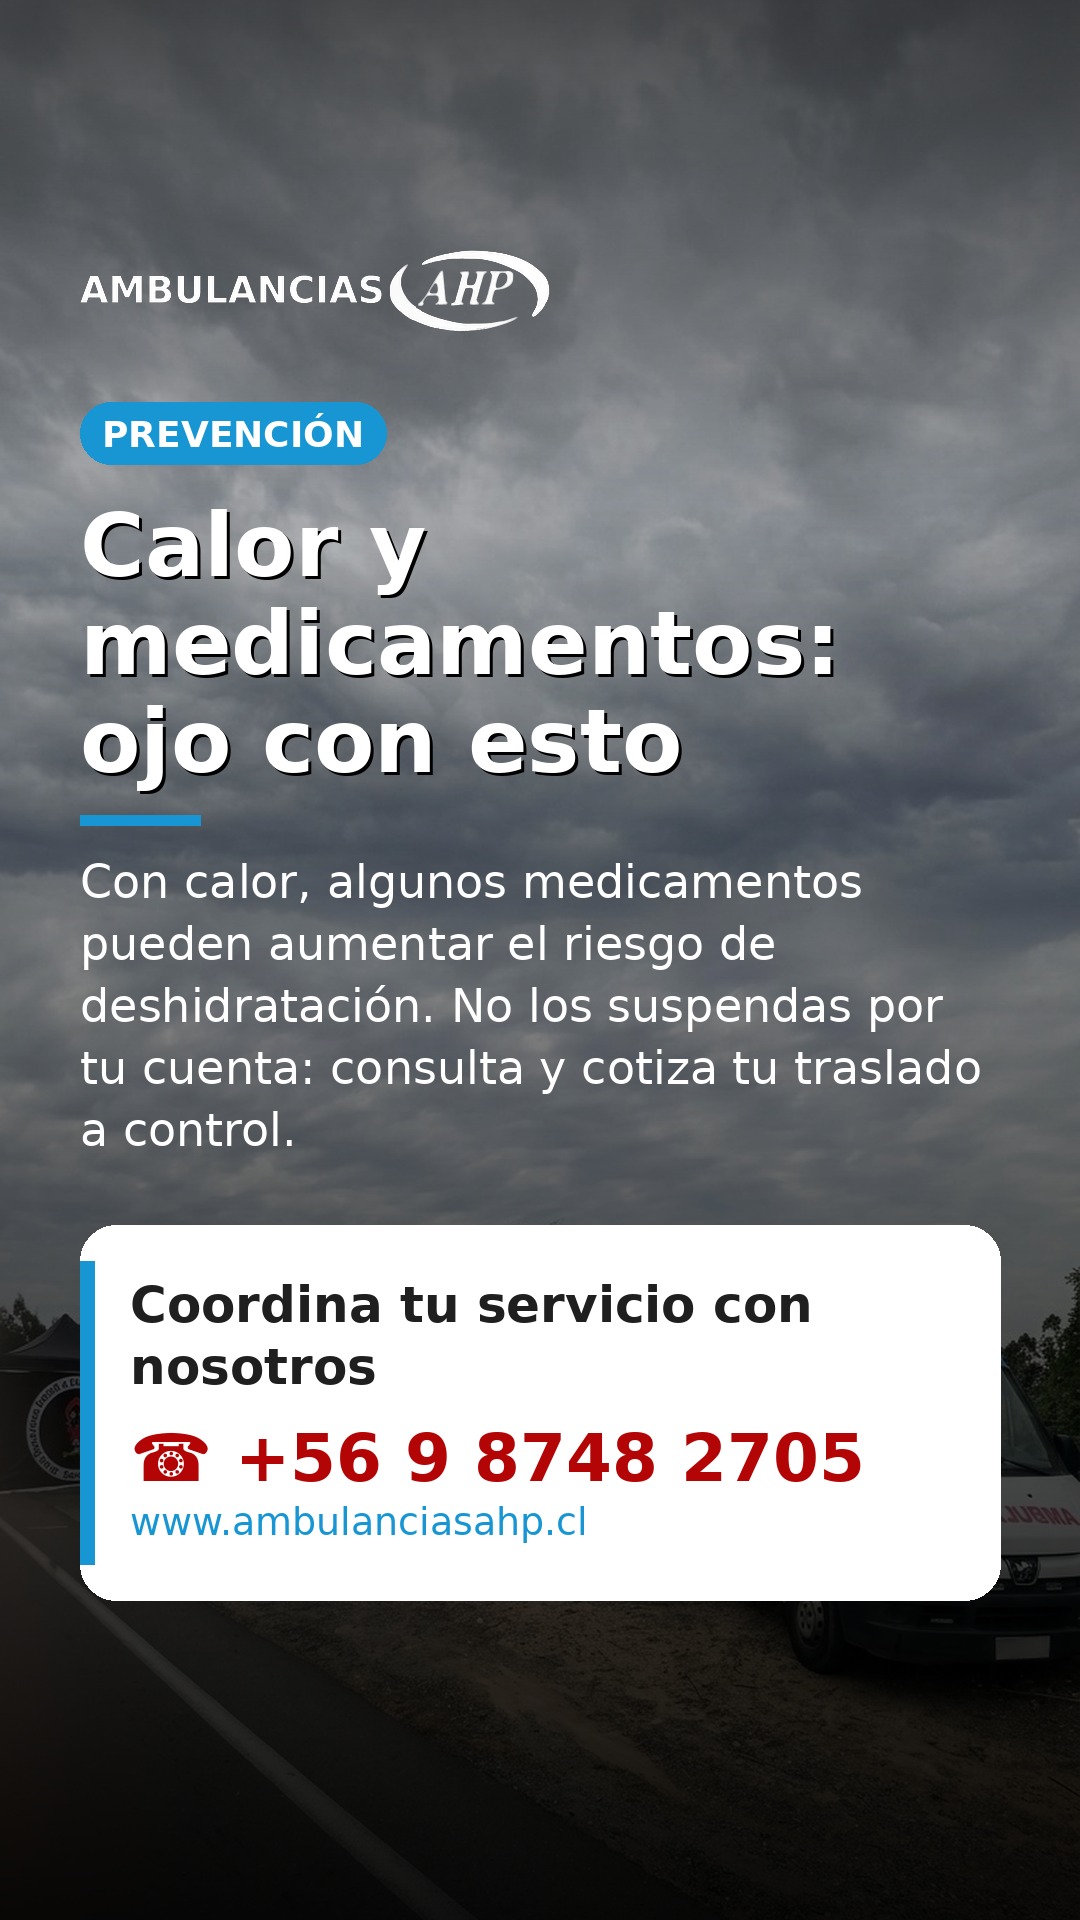 AMBULANCIAS AHP
PREVENCIÓN
Calor y
medicamentos:
ojo con esto
Con calor, algunos medicamentos
pueden aumentar el riesgo de
deshidratación. No los suspendas por
tu cuenta: consulta y cotiza tu traslado
a control.
Coordina tu servicio con
nosotros
☎ +56 9 8748 2705
www.ambulanciasahp.cl